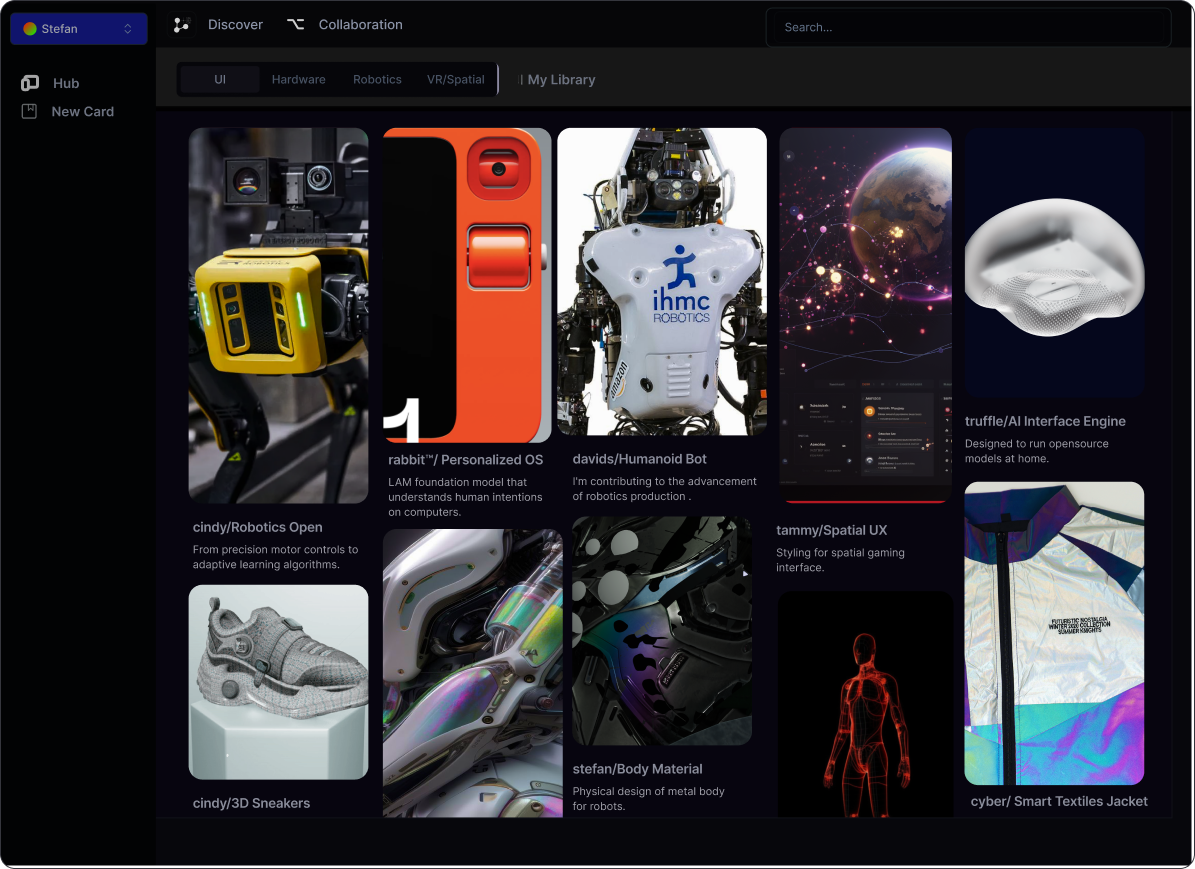 Stefan
Discover
Collaboration
Search...
Hub
New Card
UI
Hardware
Robotics
VR/Spatial
My Library
ihmc
ROBOTICS
amazon
1
rabbit™/ Personalized OS
LAM foundation model that
understands human intentions
on computers.
davids/Humanoid Bot
I'm contributing to the advancement
of robotics production .
truffle/AI Interface Engine
Designed to run opensource
models at home.
cindy/Robotics Open
From precision motor controls to
adaptive learning algorithms.
tammy/Spatial UX
Styling for spatial gaming
interface.
FUTURISTIC NOSTALGIA
WINTER 2020 COLLECTION
SUMMER KNIGHTS
stefan/Body Material
Physical design of metal body
for robots.
cindy/3D Sneakers
cyber/ Smart Textiles Jacket